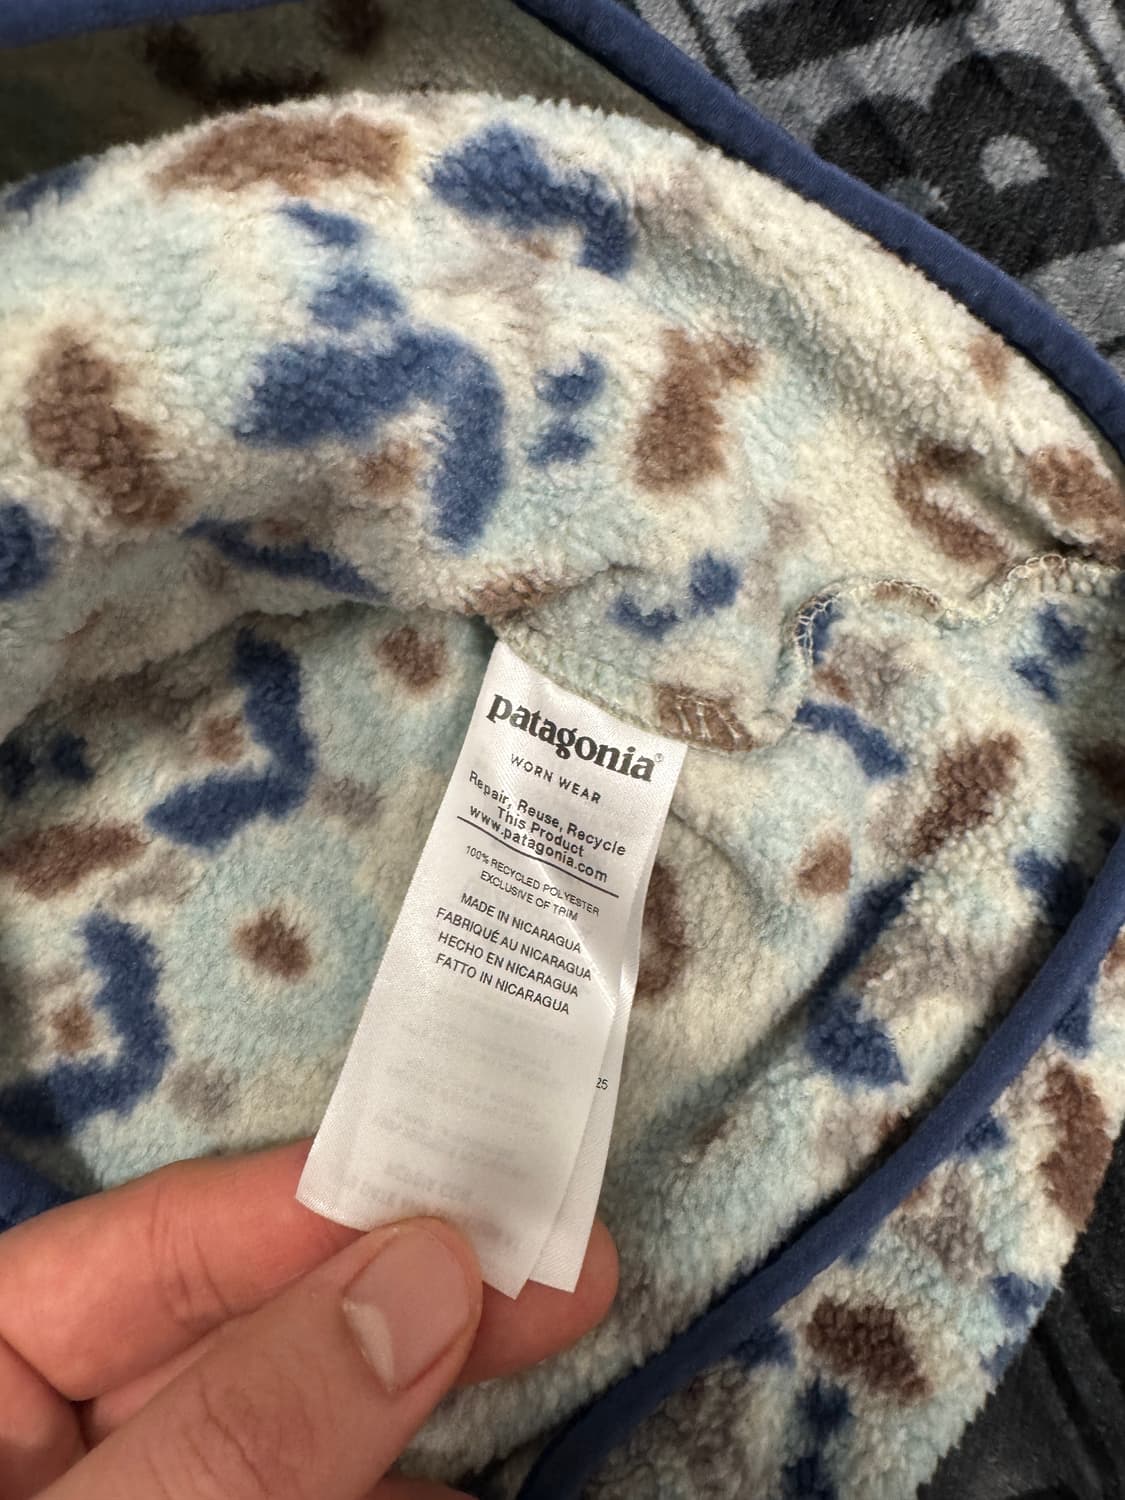 patagonia®
WORN WEAR
Repair, Reuse, Recycle
This Product
www.patagonia.com
100% RECYCLED POLYESTER
EXCLUSIVE OF TRIM
MADE IN NICARAGUA
FABRIQUÉ AU NICARAGUA
HECHO EN NICARAGUA
FATTO IN NICARAGUA
25